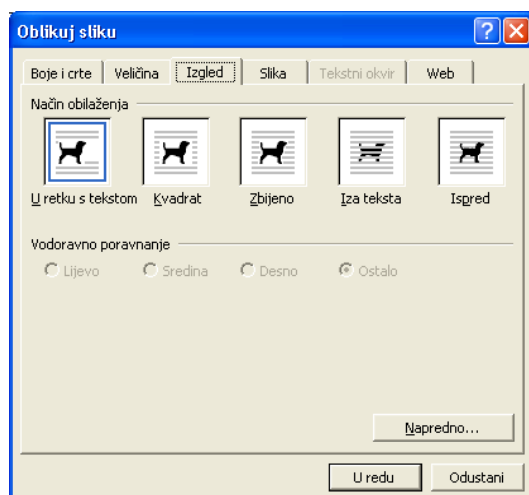 Oblikuj sliku
Boje i crte Veličina Izgled Slika Tekstni okvir Web
Način obilaženja
U retku s tekstom Kvadrat Zbijeno Iza teksta Ispred
Vodoravno poravnanje
Lijevo Sredina Desno Ostalo
Napredno...
U redu Odustani